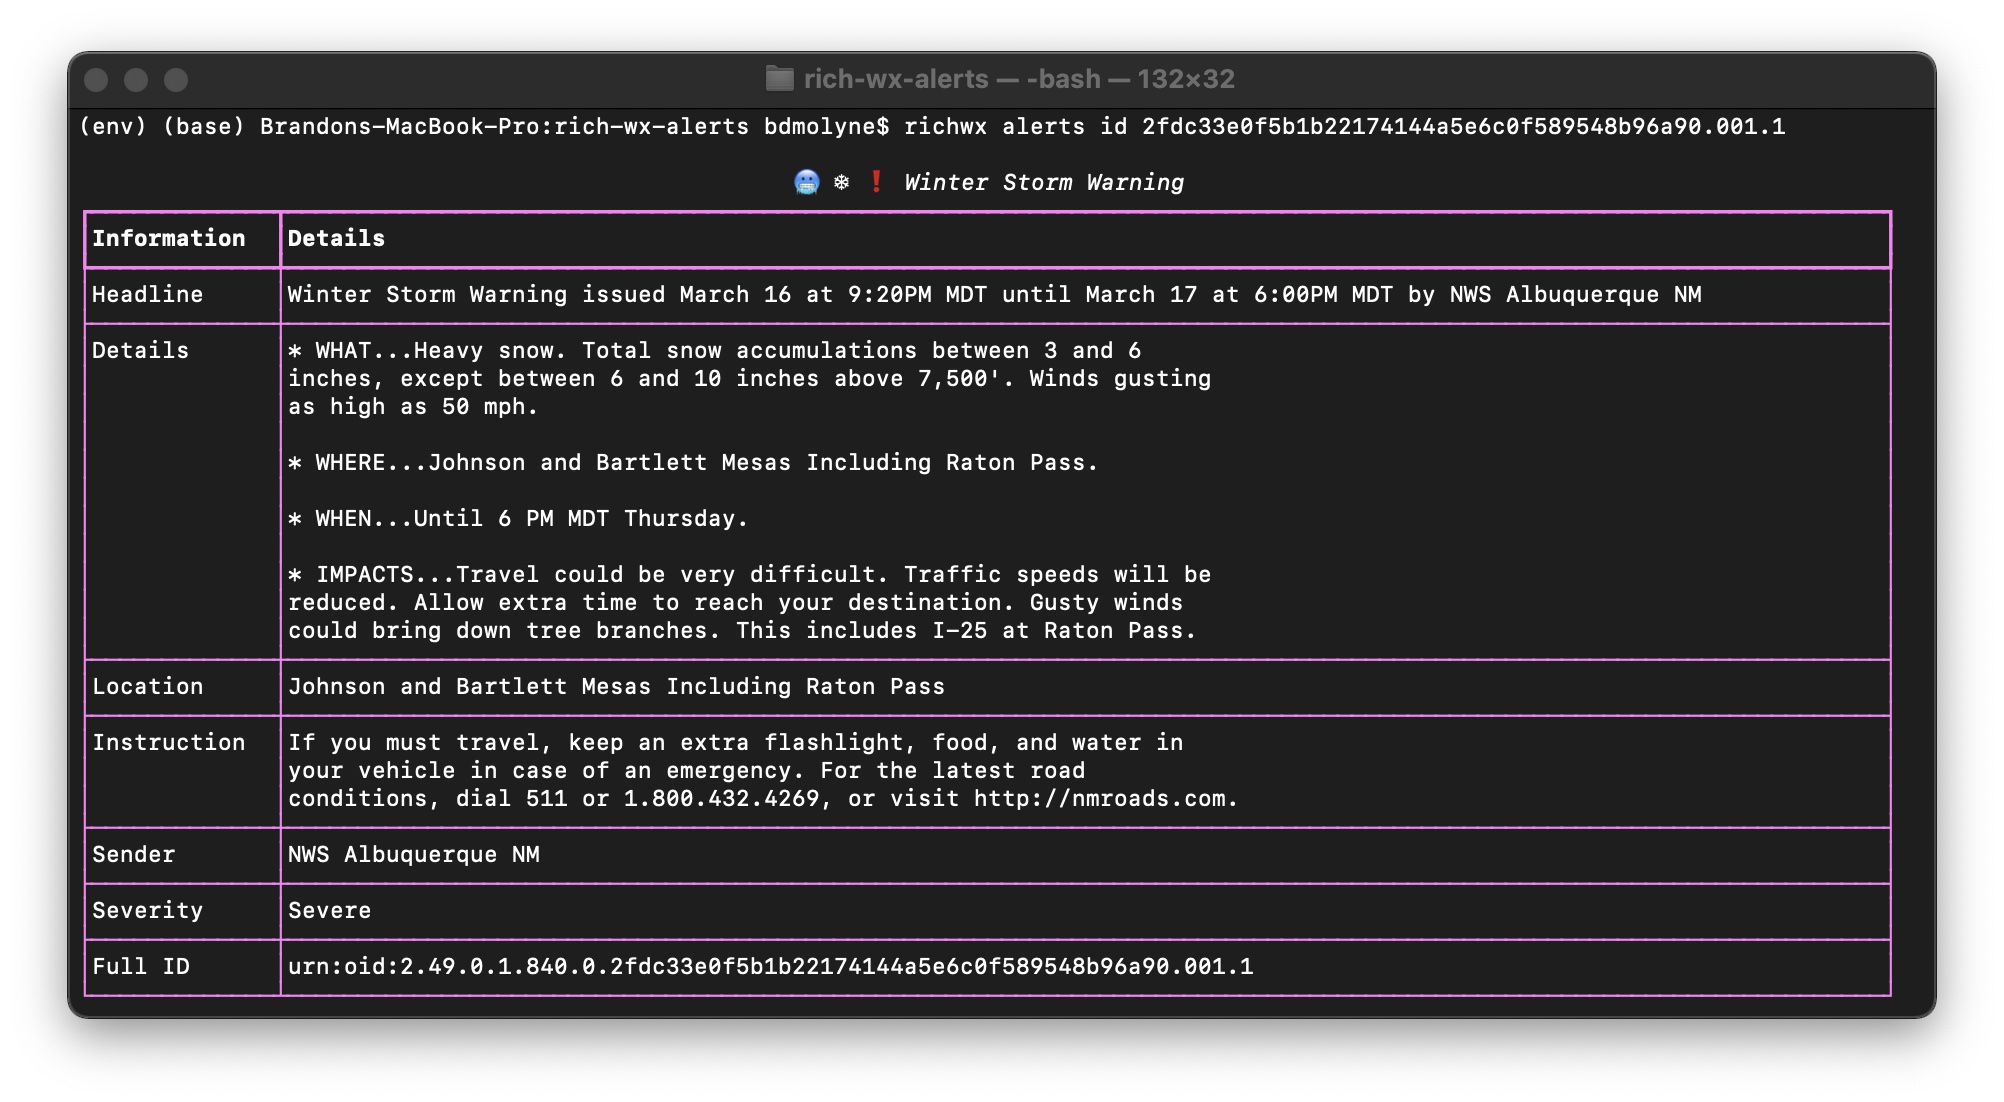 rich-wx-alerts — -bash — 132×32
(env) (base) Brandons-MacBook-Pro:rich-wx-alerts bdmolyne$ richwx alerts id 2fdc33e0f5b1b22174144a5e6c0f589548b96a90.001.1
🥶 ❄ ❗ Winter Storm Warning
Information Details
Headline Winter Storm Warning issued March 16 at 9:20PM MDT until March 17 at 6:00PM MDT by NWS Albuquerque NM
Details * WHAT...Heavy snow. Total snow accumulations between 3 and 6
inches, except between 6 and 10 inches above 7,500'. Winds gusting
as high as 50 mph.
* WHERE...Johnson and Bartlett Mesas Including Raton Pass.
* WHEN...Until 6 PM MDT Thursday.
* IMPACTS...Travel could be very difficult. Traffic speeds will be
reduced. Allow extra time to reach your destination. Gusty winds
could bring down tree branches. This includes I-25 at Raton Pass.
Location Johnson and Bartlett Mesas Including Raton Pass
Instruction If you must travel, keep an extra flashlight, food, and water in
your vehicle in case of an emergency. For the latest road
conditions, dial 511 or 1.800.432.4269, or visit http://nmroads.com.
Sender NWS Albuquerque NM
Severity Severe
Full ID urn:oid:2.49.0.1.840.0.2fdc33e0f5b1b22174144a5e6c0f589548b96a90.001.1